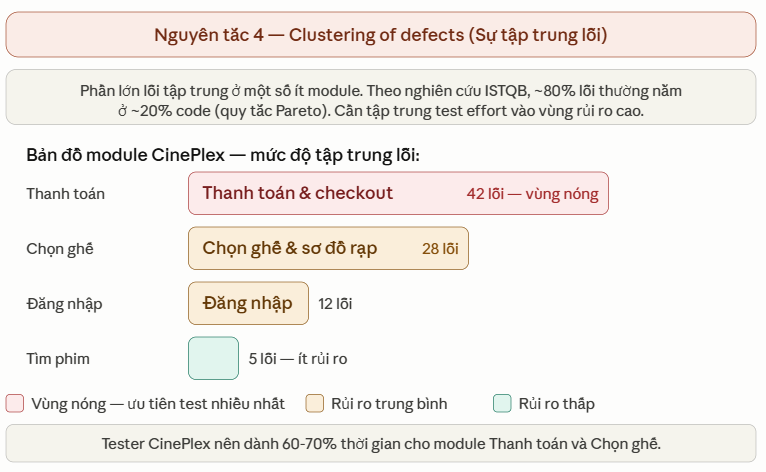 Nguyên tắc 4 — Clustering of defects (Sự tập trung lỗi)
Phần lớn lỗi tập trung ở một số ít module. Theo nghiên cứu ISTQB, ~80% lỗi thường nằm
ở ~20% code (quy tắc Pareto). Cần tập trung test effort vào vùng rủi ro cao.
Bản đồ module CinePlex — mức độ tập trung lỗi:
Thanh toán
Thanh toán & checkout
42 lỗi — vùng nóng
Chọn ghế
Chọn ghế & sơ đồ rạp
28 lỗi
Đăng nhập
Đăng nhập
12 lỗi
Tìm phim
5 lỗi — ít rủi ro
Vùng nóng — ưu tiên test nhiều nhất
Rủi ro trung bình
Rủi ro thấp
Tester CinePlex nên dành 60-70% thời gian cho module Thanh toán và Chọn ghế.